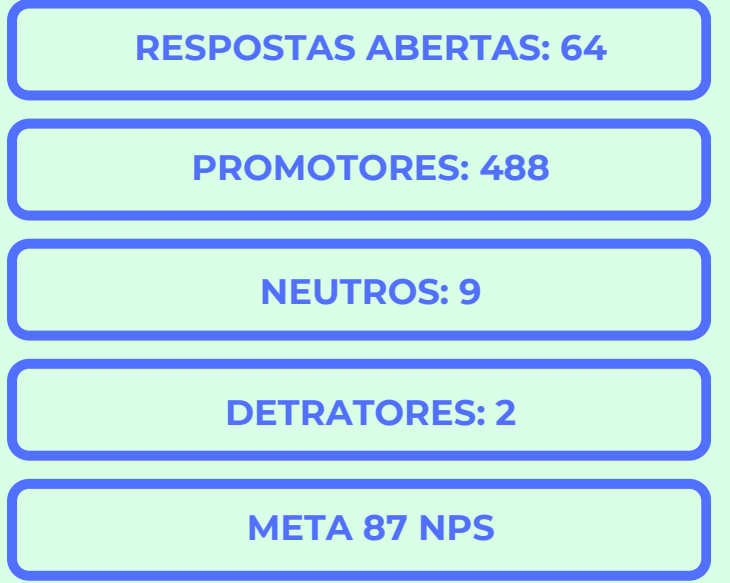 RESPOSTAS ABERTAS: 64
PROMOTORES: 488
NEUTROS: 9
DETRATORES: 2
META 87 NPS